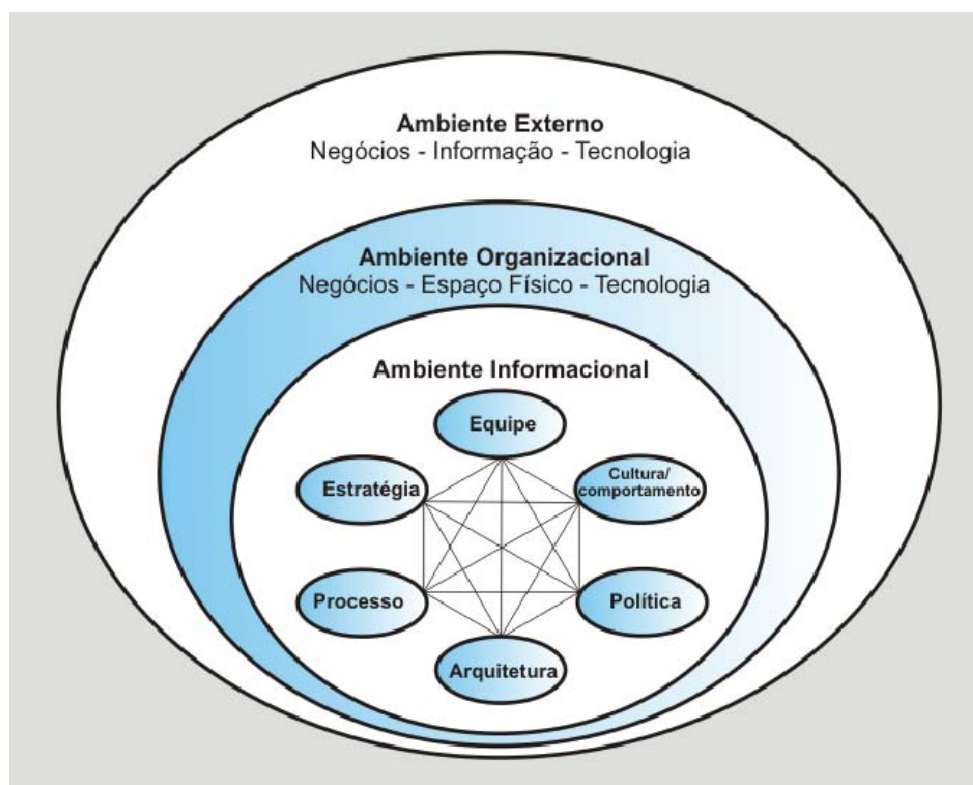 Ambiente Externo
Negócios - Informação - Tecnologia
Ambiente Organizacional
Negócios - Espaço Físico - Tecnologia
Ambiente Informacional
Equipe
Estratégia
Cultura/
comportamento
Processo
Política
Arquitetura